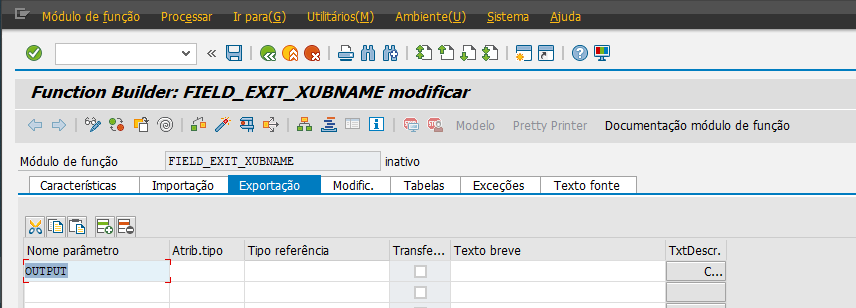 Módulo de função Processar Ir para(G) Utilitários(M) Ambiente(U) Sistema Ajuda
Function Builder: FIELD_EXIT_XUBNAME modificar
Modelo Pretty Printer Documentação módulo de função
Módulo de função FIELD_EXIT_XUBNAME inativo
Características Importação Exportação Modific. Tabelas Exceções Texto fonte
Nome parâmetro Atrib.tipo Tipo referência Transfe... Texto breve TxtDescr.
OUTPUT C...